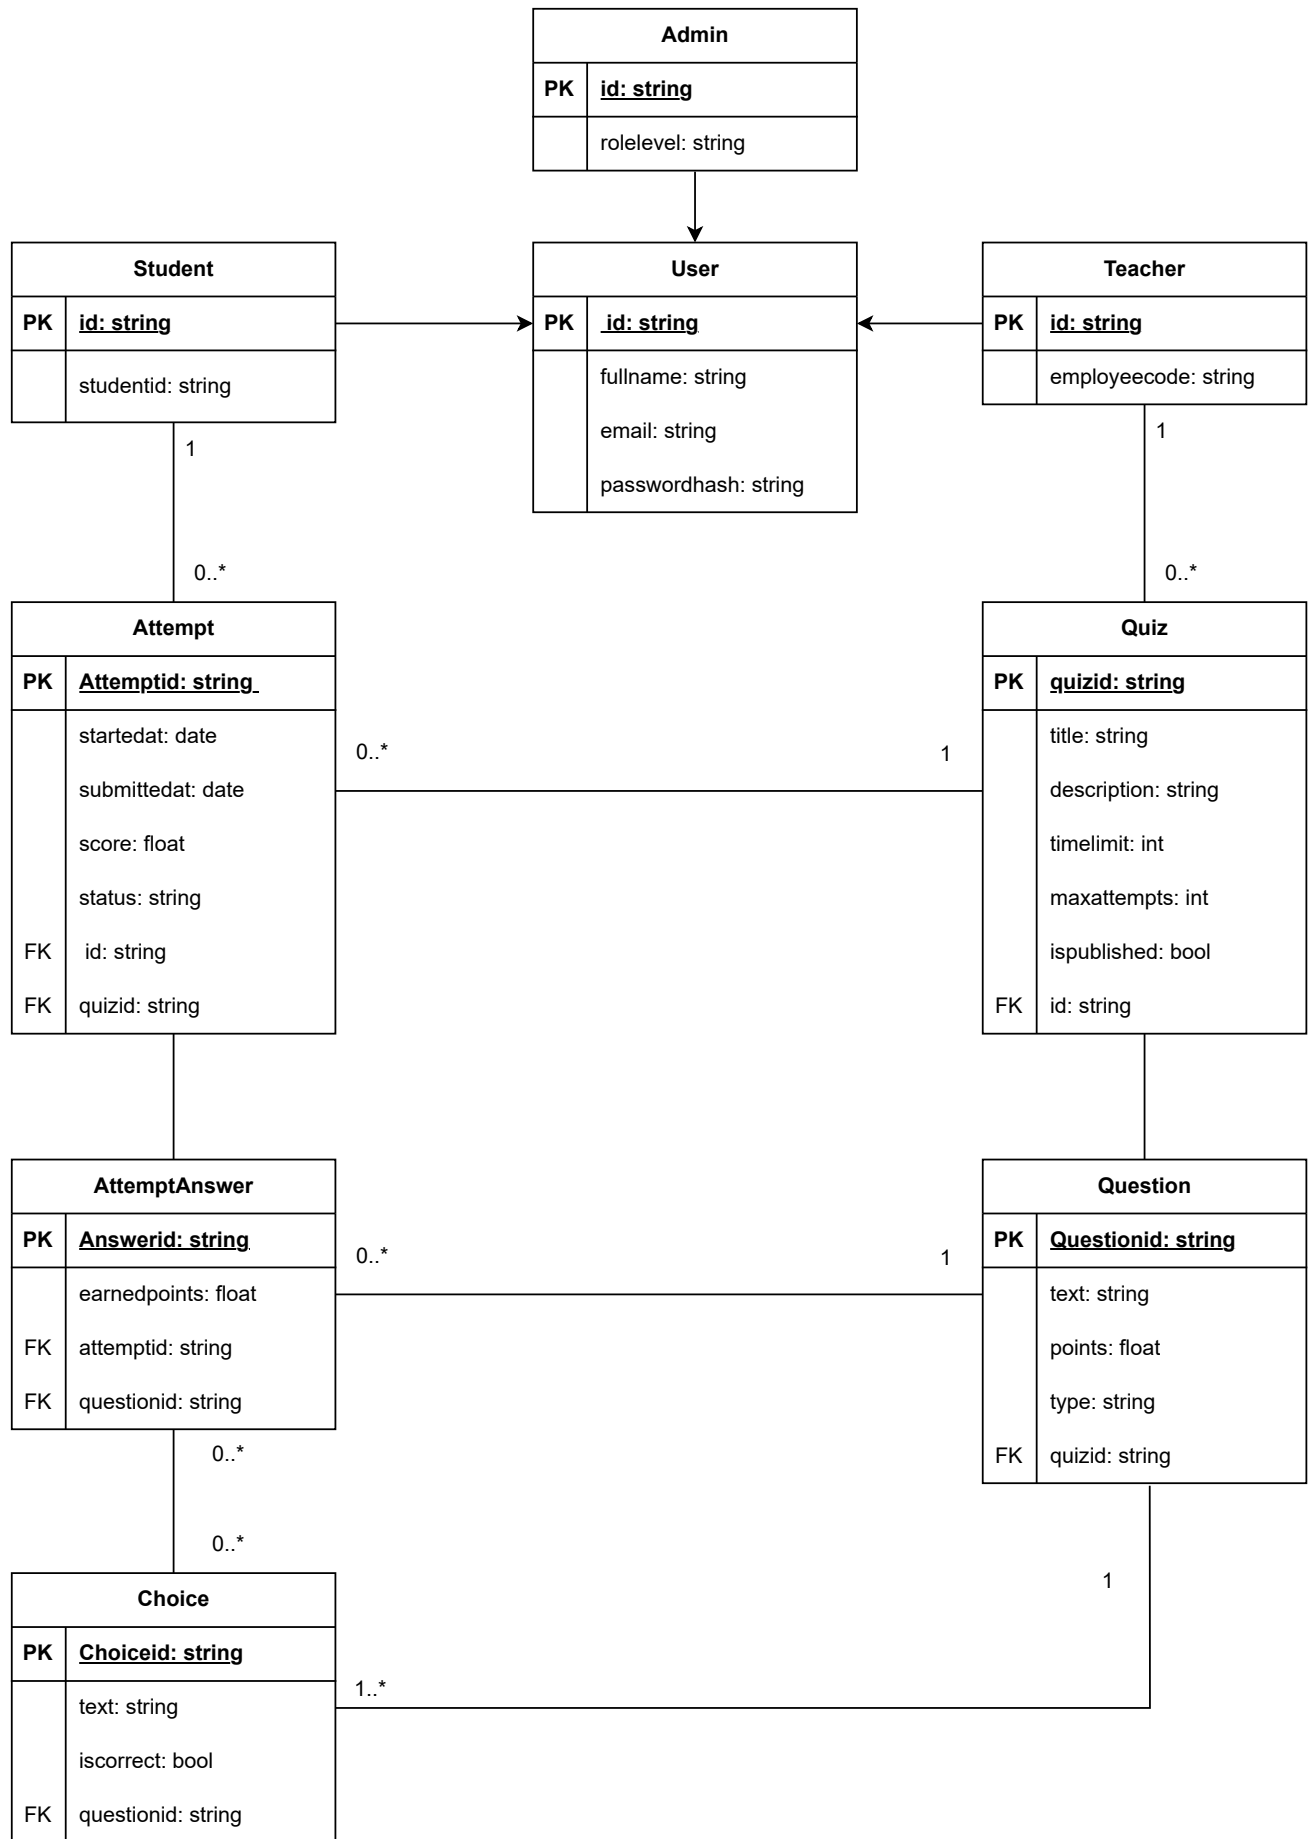 Admin
PK id: string
rolelevel: string
Student
PK id: string
studentid: string
1
User
PK id: string
fullname: string
email: string
passwordhash: string
Teacher
PK id: string
employeecode: string
1
0..*
0..*
Attempt
PK Attemptid: string
startedat: date
submittedat: date
score: float
status: string
FK id: string
FK quizid: string
0..*
1
Quiz
PK quizid: string
title: string
description: string
timelimit: int
maxattempts: int
ispublished: bool
FK id: string
AttemptAnswer
PK Answerid: string
earnedpoints: float
FK attemptid: string
FK questionid: string
0..*
1
Question
PK Questionid: string
text: string
points: float
type: string
FK quizid: string
0..*
0..*
1
Choice
PK Choiceid: string
text: string
iscorrect: bool
FK questionid: string
1..*